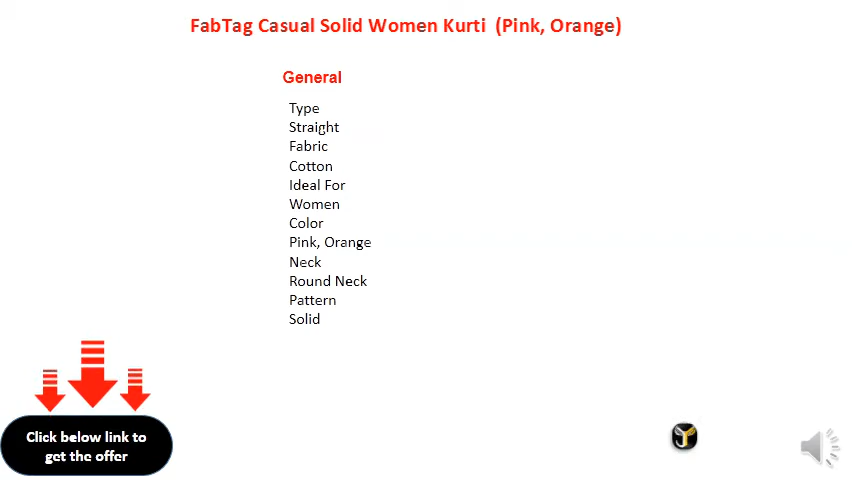 FabTag Casual Solid Women Kurti (Pink, Orange)
General
Type
Straight
Fabric
Cotton
Ideal For
Women
Color
Pink, Orange
Neck
Round Neck
Pattern
Solid
Click below link to
get the offer